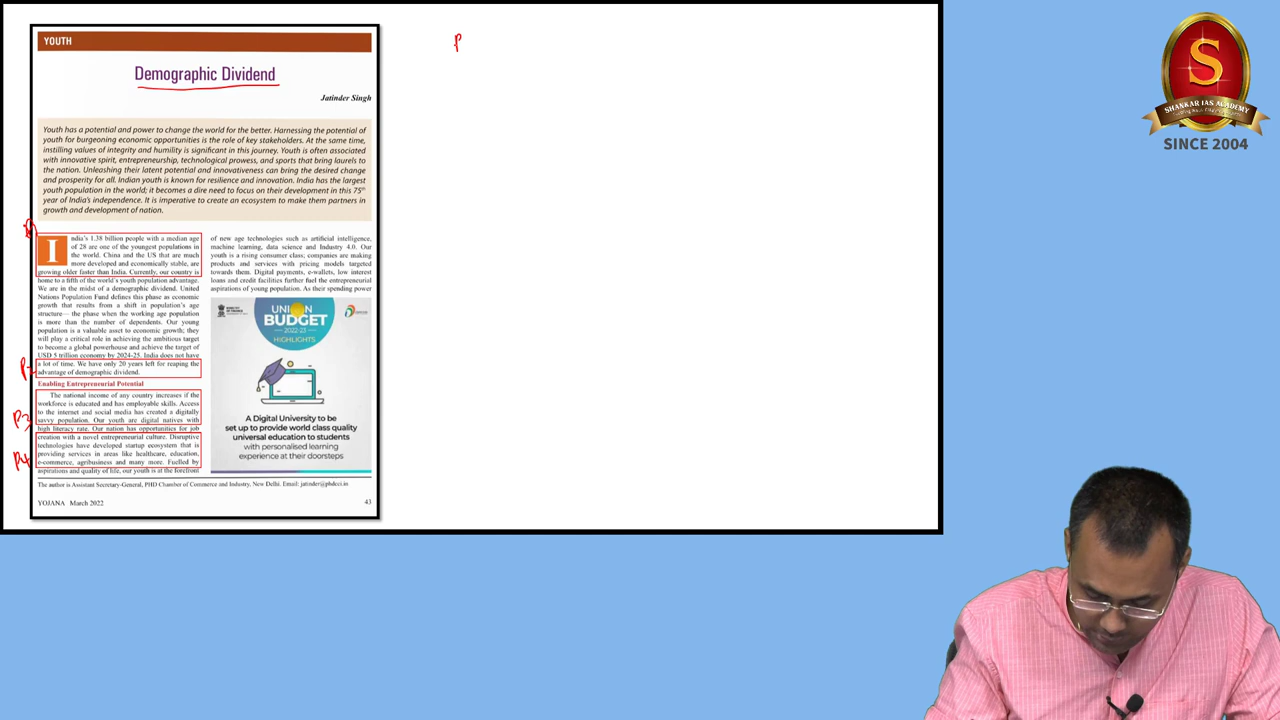 YOUTH
Demographic Dividend
Jatinder Singh
Youth has a potential and power to change the world for the better. Harnessing the potential of
youth for burgeoning economic opportunities is the role of key stakeholders. At the same time,
instilling values of integrity and humility is significant in this journey. Youth is often associated
with innovative spirit, entrepreneurship, technological prowess, and sports that bring laurels to
the nation. Unleashing their latent potential and innovativeness can bring the desired change
and prosperity for all. Indian youth is known for resilience and innovation. India has the largest
youth population in the world; it becomes a dire need to focus on their development in this 75th
year of India's independence. It is imperative to create an ecosystem to make them partners in
growth and development of nation.
India's 1.38 billion people with a median age
of 28 are one of the youngest populations in
the world. China and the US that are much
more developed and economically stable, are
growing older faster than India. Currently, our country is
home to a fifth of the world's youth population advantage.
We are in the midst of a demographic dividend. United
Nations Population Fund defines this phase as economic
growth that results from a shift in population's age
structure— the phase when the working age population
is more than the number of dependents. Our young
population is a valuable asset to economic growth; they
will play a critical role in achieving the ambitious target
to become a global powerhouse and achieve the target of
USD 5 trillion economy by 2024-25. India does not have
a lot of time. We have only 20 years left for reaping the
advantage of demographic dividend.
Enabling Entrepreneurial Potential
The national income of any country increases if the
workforce is educated and has employable skills. Access
to the internet and social media has created a digitally
savvy population. Our youth are digital natives with
high literacy rate. Our nation has opportunities for job
creation with a novel entrepreneurial culture. Disruptive
technologies have developed startup ecosystem that is
providing services in areas like healthcare, education,
e-commerce, agribusiness and many more. Fuelled by
aspirations and quality of life, our youth is at the forefront
of new age technologies such as artificial intelligence,
machine learning, data science and Industry 4.0. Our
youth is a rising consumer class; companies are making
products and services with pricing models targeted
towards them. Digital payments, e-wallets, low interest
loans and credit facilities further fuel the entrepreneurial
aspirations of young population. As their spending power
UNION
BUDGET
2022-23
HIGHLIGHTS
A Digital University to be
set up to provide world class quality
universal education to students
with personalised learning
experience at their doorsteps
The author is Assistant Secretary-General, PHD Chamber of Commerce and Industry, New Delhi. Email: jatinder@phdcci.in
YOJANA March 2022
43
P
P3
P4
S
SHANKAR IAS ACADEMY
SINCE 2004